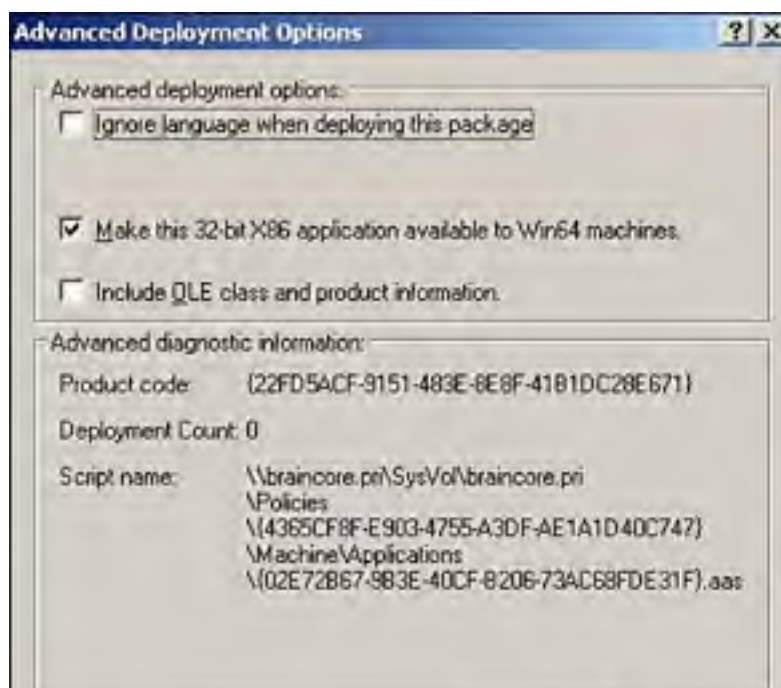 Advanced Deployment Options
Advanced deployment options:
Ignore language when deploying this package
Make this 32-bit X86 application available to Win64 machines.
Include OLE class and product information.
Advanced diagnostic information:
Product code: {22FD5ACF-9151-483E-8E8F-41B1DC28E671}
Deployment Count: 0
Script name: \\braincore.pri\SysVol\braincore.pri
\Policies
\{4365CF8F-E903-4755-A3DF-AE1A1D40C747}
\Machine\Applications
\{02E72B67-9B3E-40CF-B206-73AC68FDE31F}.aas